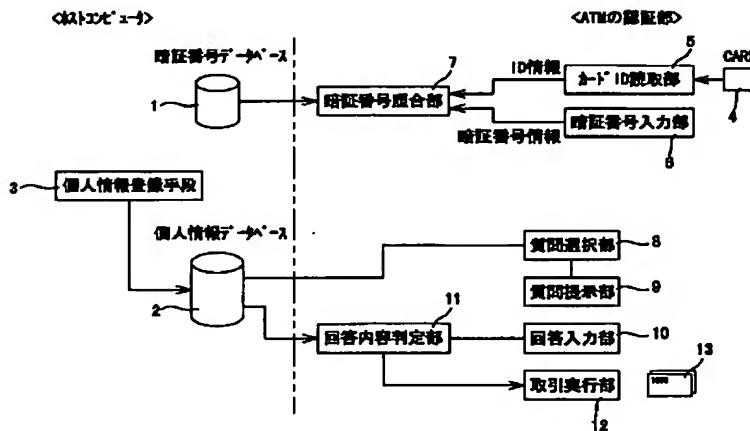 <ホストコンピュータ>
<ATMの認証部>
暗証番号データベース
1
7
暗証番号照合部
ID情報
5
カードID読取部
CARD
4
暗証番号情報
暗証番号入力部
6
3
個人情報登録手段
個人情報データベース
2
質問選択部
8
質問提示部
9
11
回答内容判定部
回答入力部
10
取引実行部
12
13